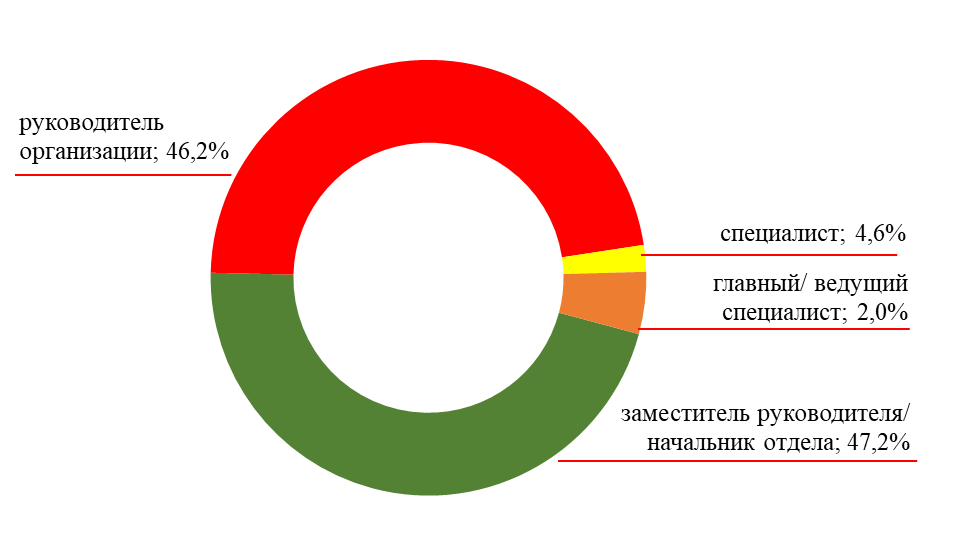 руководитель
организации; 46,2%
специалист; 4,6%
главный/ ведущий
специалист; 2,0%
заместитель руководителя/
начальник отдела; 47,2%